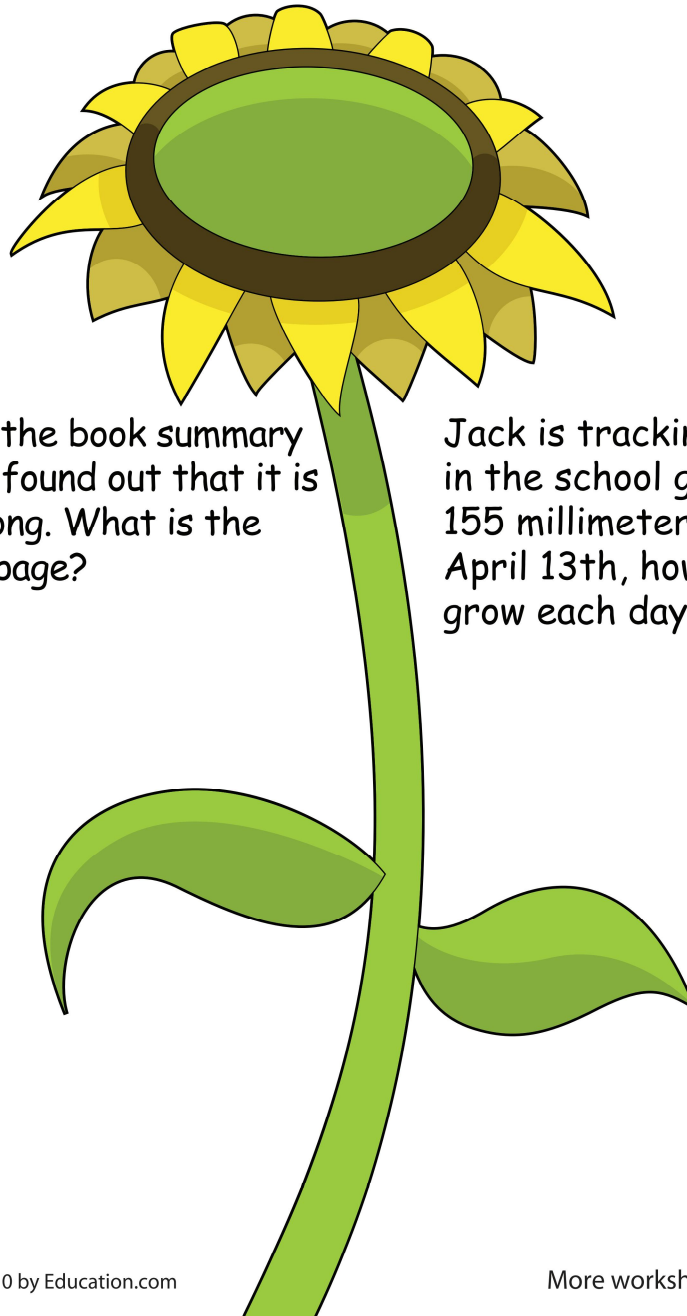 the book summary
found out that it is
ong. What is the
page?
Jack is trackin
in the school g
155 millimeter
April 13th, how
grow each day
0 by Education.com
More worksh